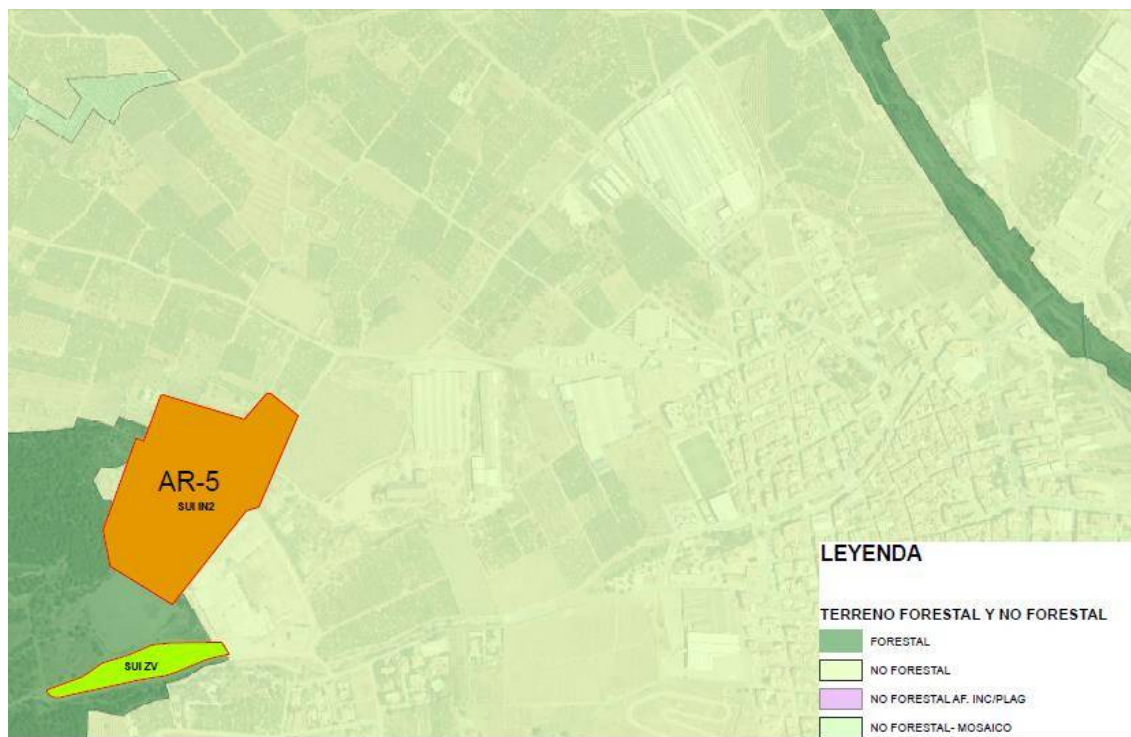 AR-5
SUI IN2
SUI ZV
LEYENDA
TERRENO FORESTAL Y NO FORESTAL
FORESTAL
NO FORESTAL
NO FORESTAL AF. INC/PLAG
NO FORESTAL- MOSAICO